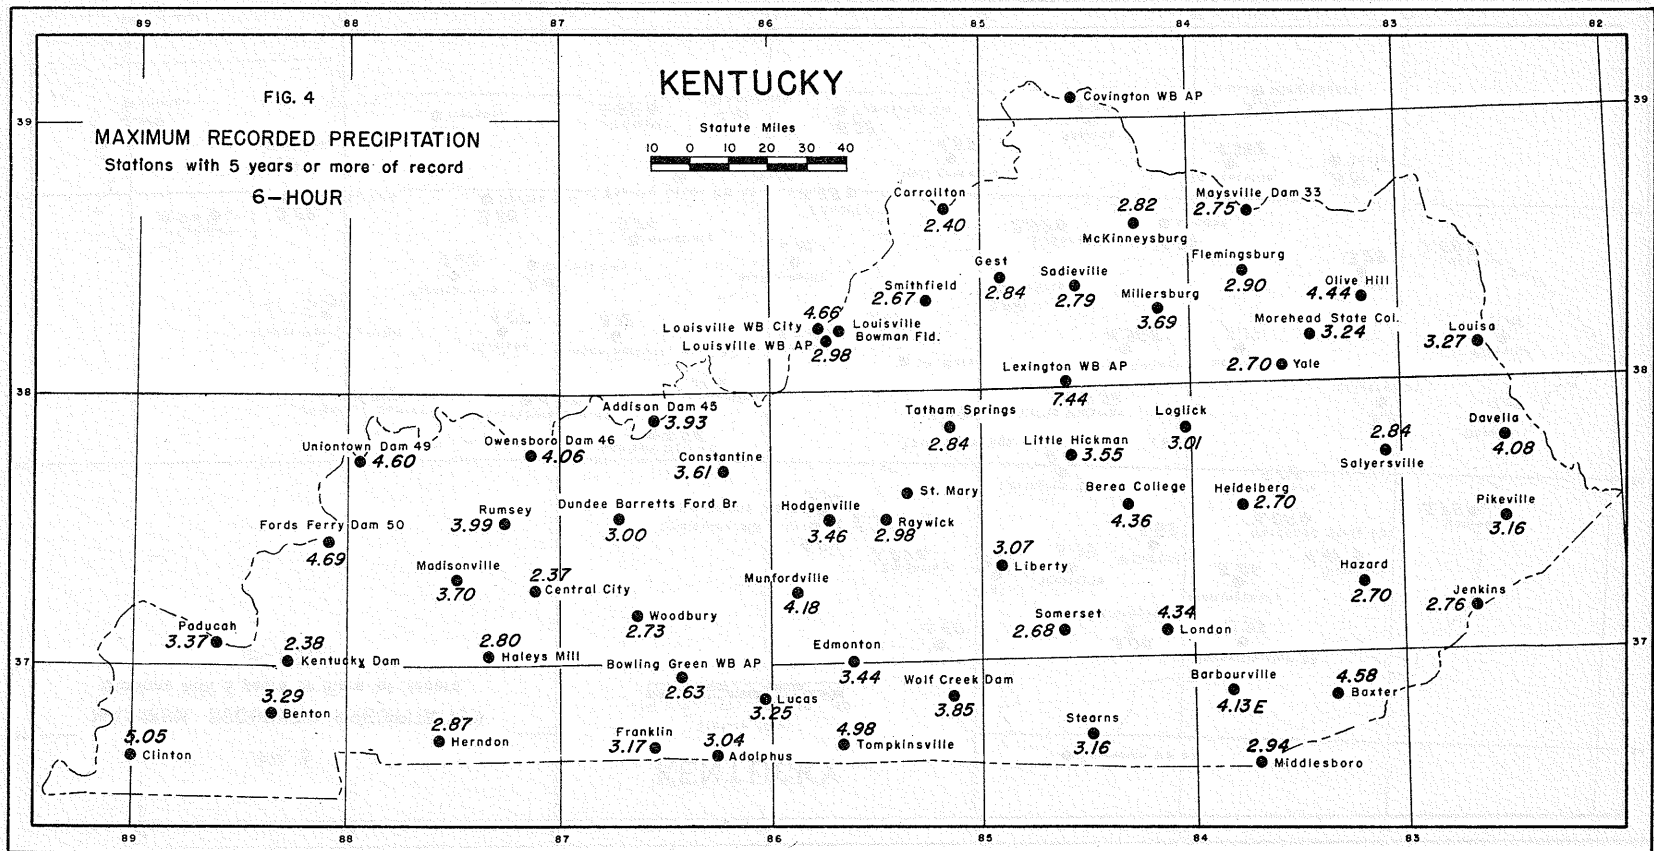 89 88 87 86 85 84 83 82
KENTUCKY
FIG. 4
MAXIMUM RECORDED PRECIPITATION
Stations with 5 years or more of record
6-HOUR
Statute Miles
10 0 10 20 30 40
39
39
Covington WB AP
Carrollton
2.40
2.82
McKinneysburg
Maysville Dam 33
2.75
Gest
2.84
Sadieville
2.79
Flemingsburg
2.90
Olive Hill
4.44
Smithfield
2.67
Millersburg
3.69
Morehead State Col.
3.24
Louisa
3.27
4.66
Louisville WB City
Louisville
Bowman Fld.
Louisville WB AP
2.98
2.70 Yale
Lexington WB AP
7.44
38
38
Addison Dam 45
3.93
Tatham Springs
2.84
Loglick
3.01
Davella
4.08
Uniontown Dam 49
4.60
Owensboro Dam 46
4.06
Little Hickman
3.55
2.84
Salyersville
Constantine
3.61
St. Mary
Berea College
4.36
Heidelberg
2.70
Pikeville
3.16
Rumsey
3.99
Dundee Barretts Ford Br
3.00
Hodgenville
3.46
Raywick
2.98
Fords Ferry Dam 50
4.69
3.07
Liberty
Madisonville
3.70
2.37
Central City
Munfordville
4.18
Hazard
2.70
Jenkins
2.76
Woodbury
2.73
Somerset
2.68
4.34
London
Paducah
3.37
2.38
Kentucky Dam
2.80
Haleys Mill
Edmonton
3.44
37
37
Bowling Green WB AP
2.63
Wolf Creek Dam
3.85
Barbourville
4.13 E
4.58
Baxter
3.29
Benton
Lucas
3.25
5.05
Clinton
2.87
Herndon
Franklin
3.17
3.04
Adolphus
4.98
Tompkinsville
Stearns
3.16
2.94
Middlesboro
89 88 87 86 85 84 83